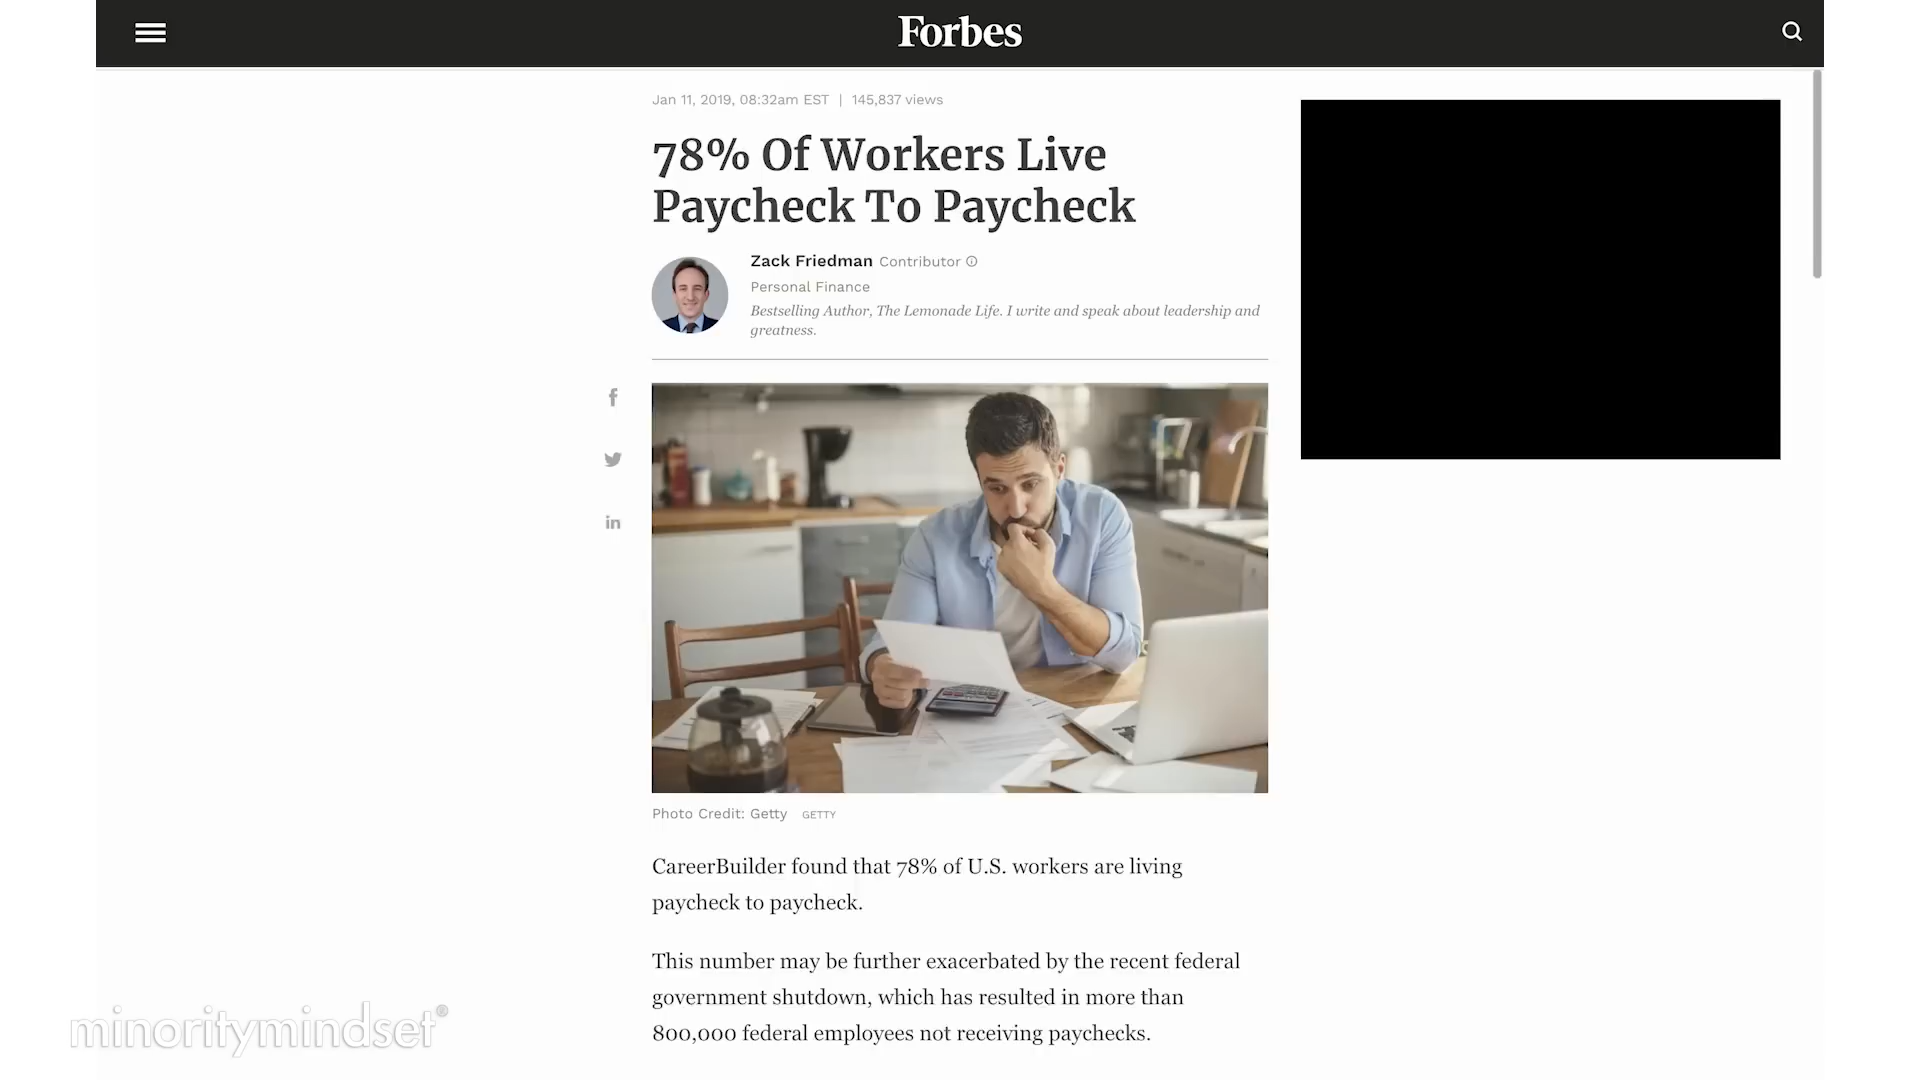 Forbes
Jan 11, 2019, 08:32am EST | 145,837 views
78% Of Workers Live
Paycheck To Paycheck
Zack Friedman Contributor
Personal Finance
Bestselling Author, The Lemonade Life. I write and speak about leadership and
greatness.
f
in
Photo Credit: Getty GETTY
CareerBuilder found that 78% of U.S. workers are living
paycheck to paycheck.
This number may be further exacerbated by the recent federal
government shutdown, which has resulted in more than
800,000 federal employees not receiving paychecks.
minoritymindset®